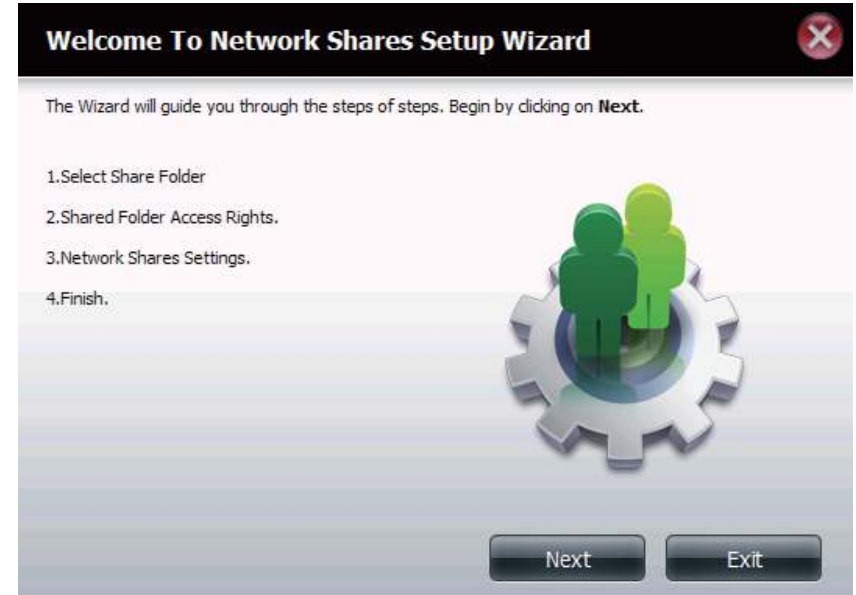 Welcome To Network Shares Setup Wizard
The Wizard will guide you through the steps of steps. Begin by clicking on Next.
1.Select Share Folder
2.Shared Folder Access Rights.
3.Network Shares Settings.
4.Finish.
Next Exit